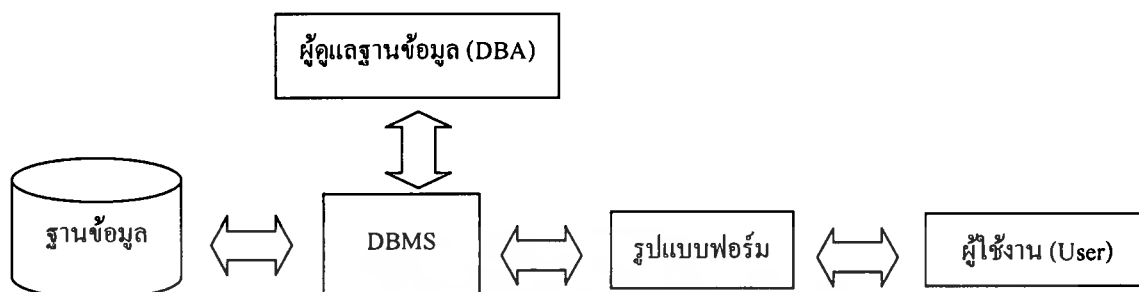 ผู้ดูแลฐานข้อมูล (DBA)
ฐานข้อมูล
DBMS
รูปแบบฟอร์ม
ผู้ใช้งาน (User)